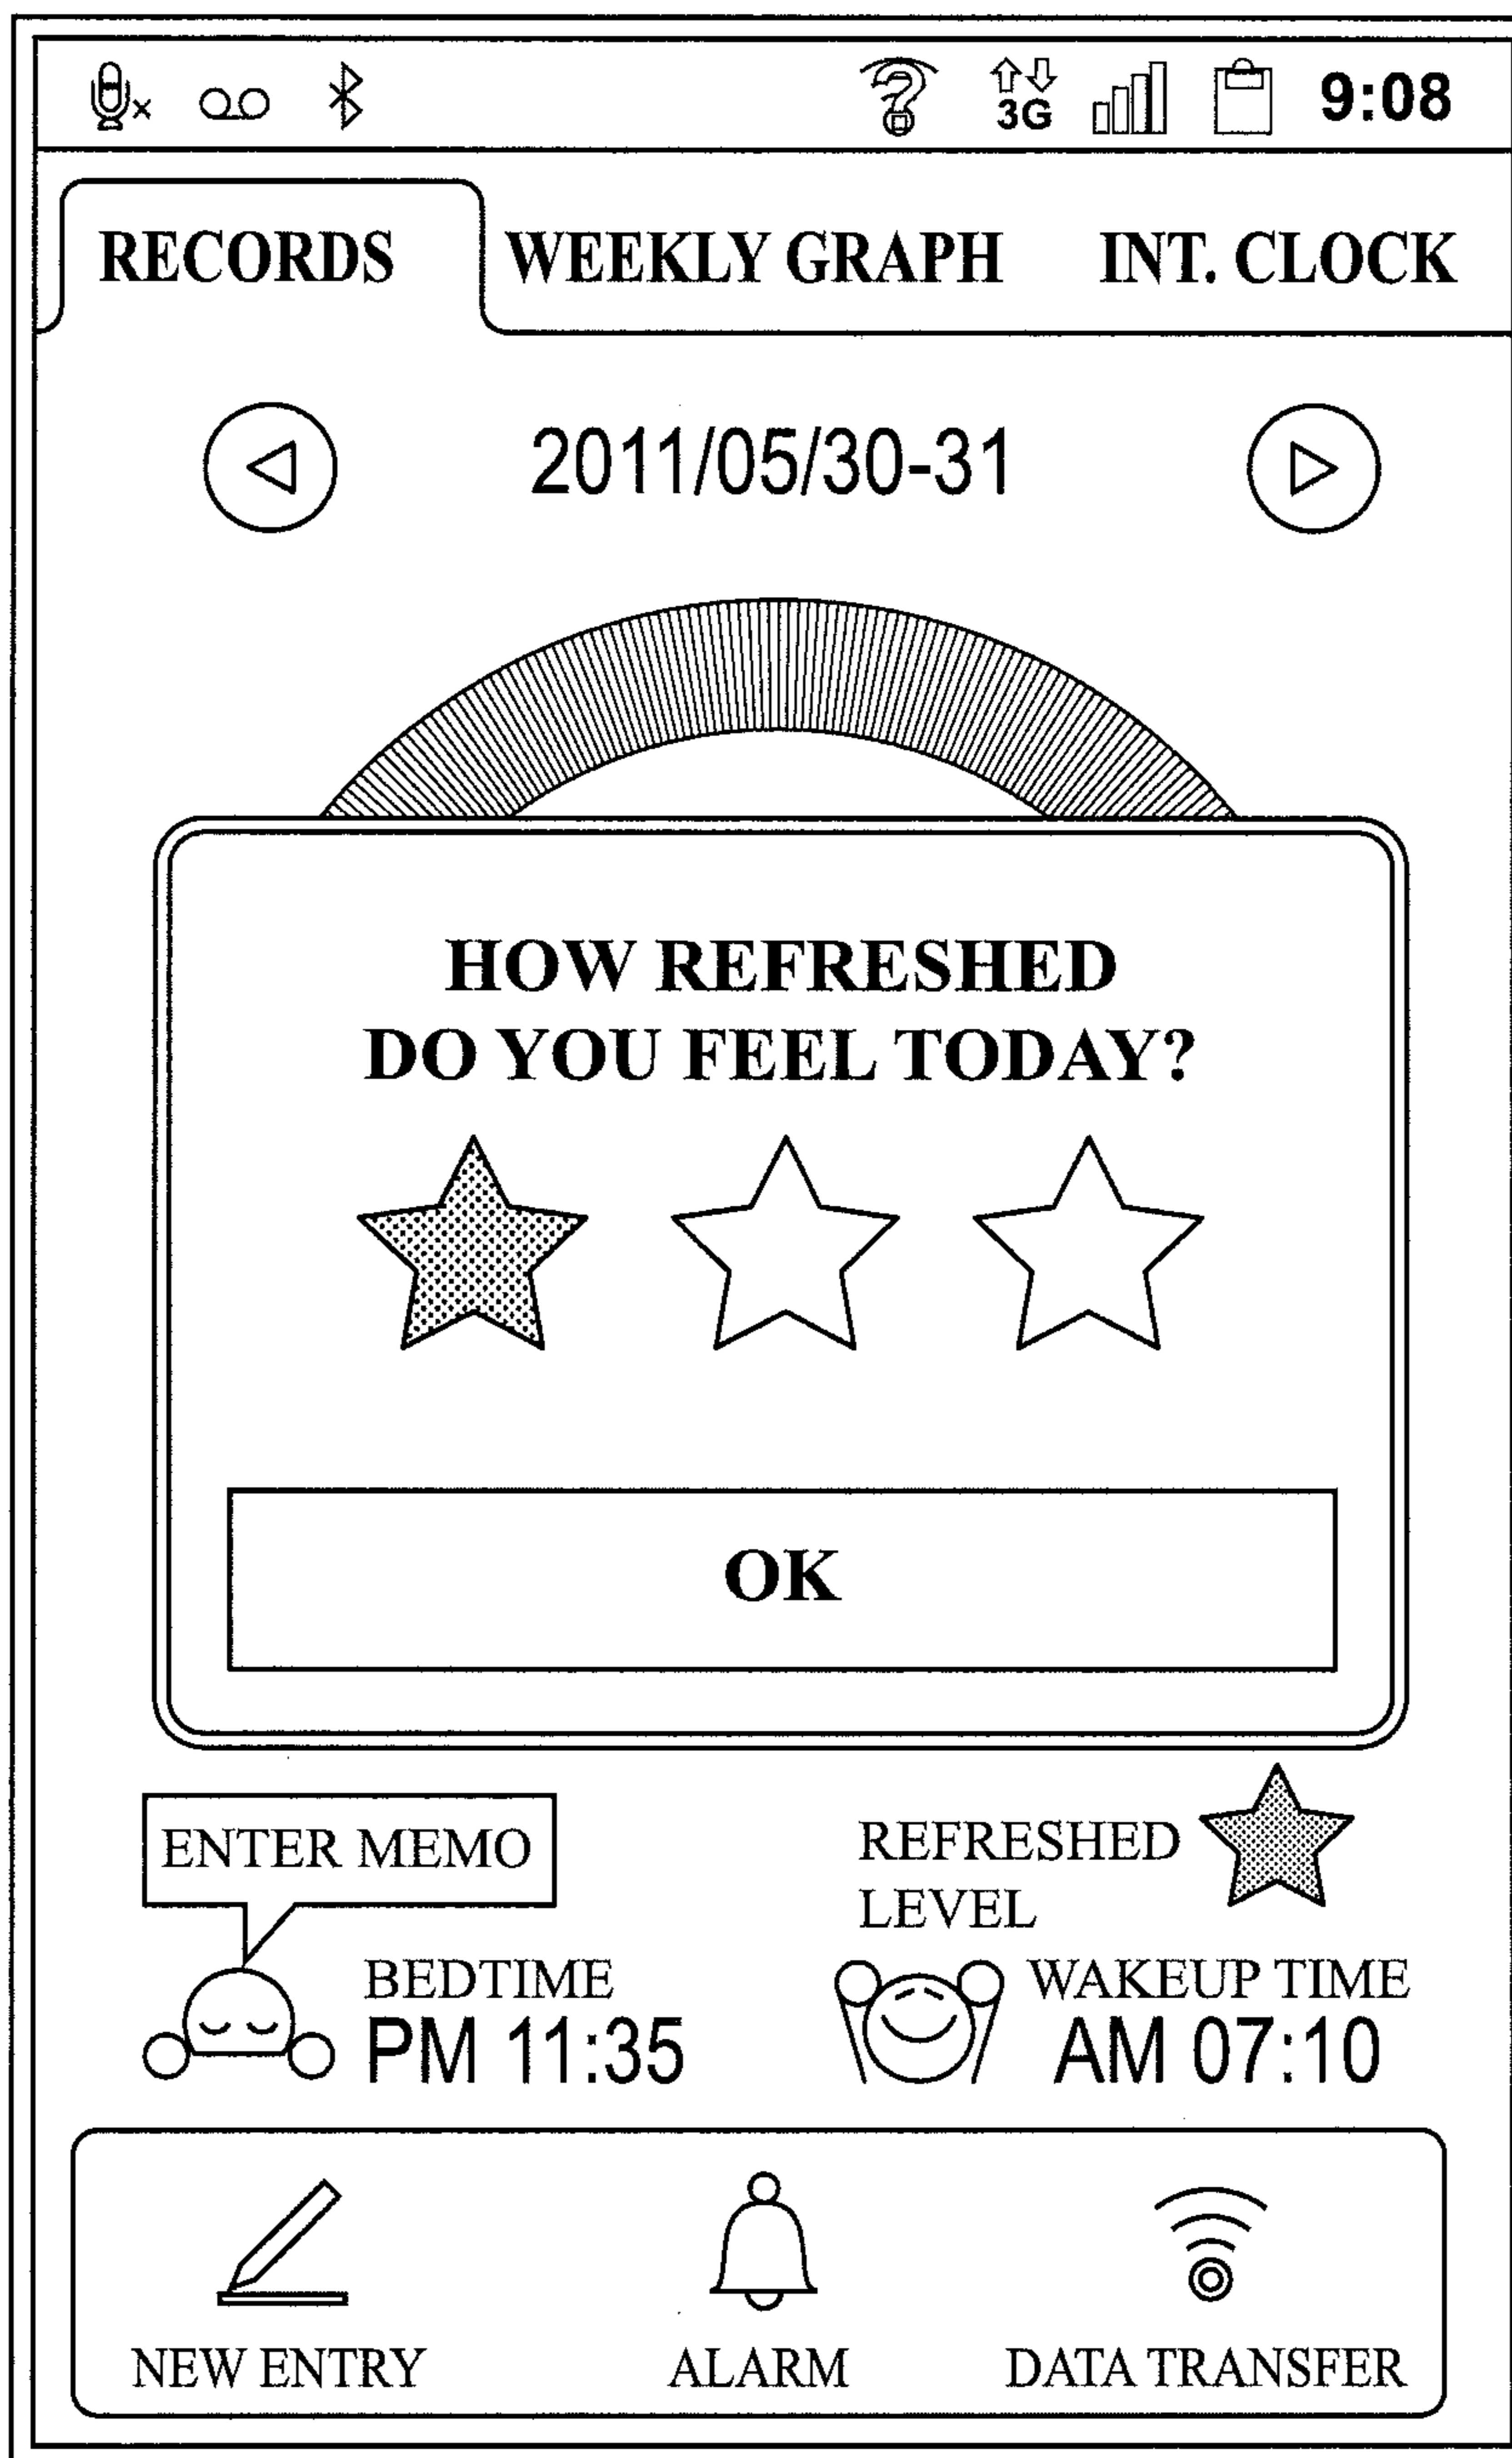 3G 9:08
RECORDS WEEKLY GRAPH INT. CLOCK
2011/05/30-31
HOW REFRESHED
DO YOU FEEL TODAY?
OK
ENTER MEMO
REFRESHED
LEVEL
BEDTIME
PM 11:35
WAKEUP TIME
AM 07:10
NEW ENTRY ALARM DATA TRANSFER